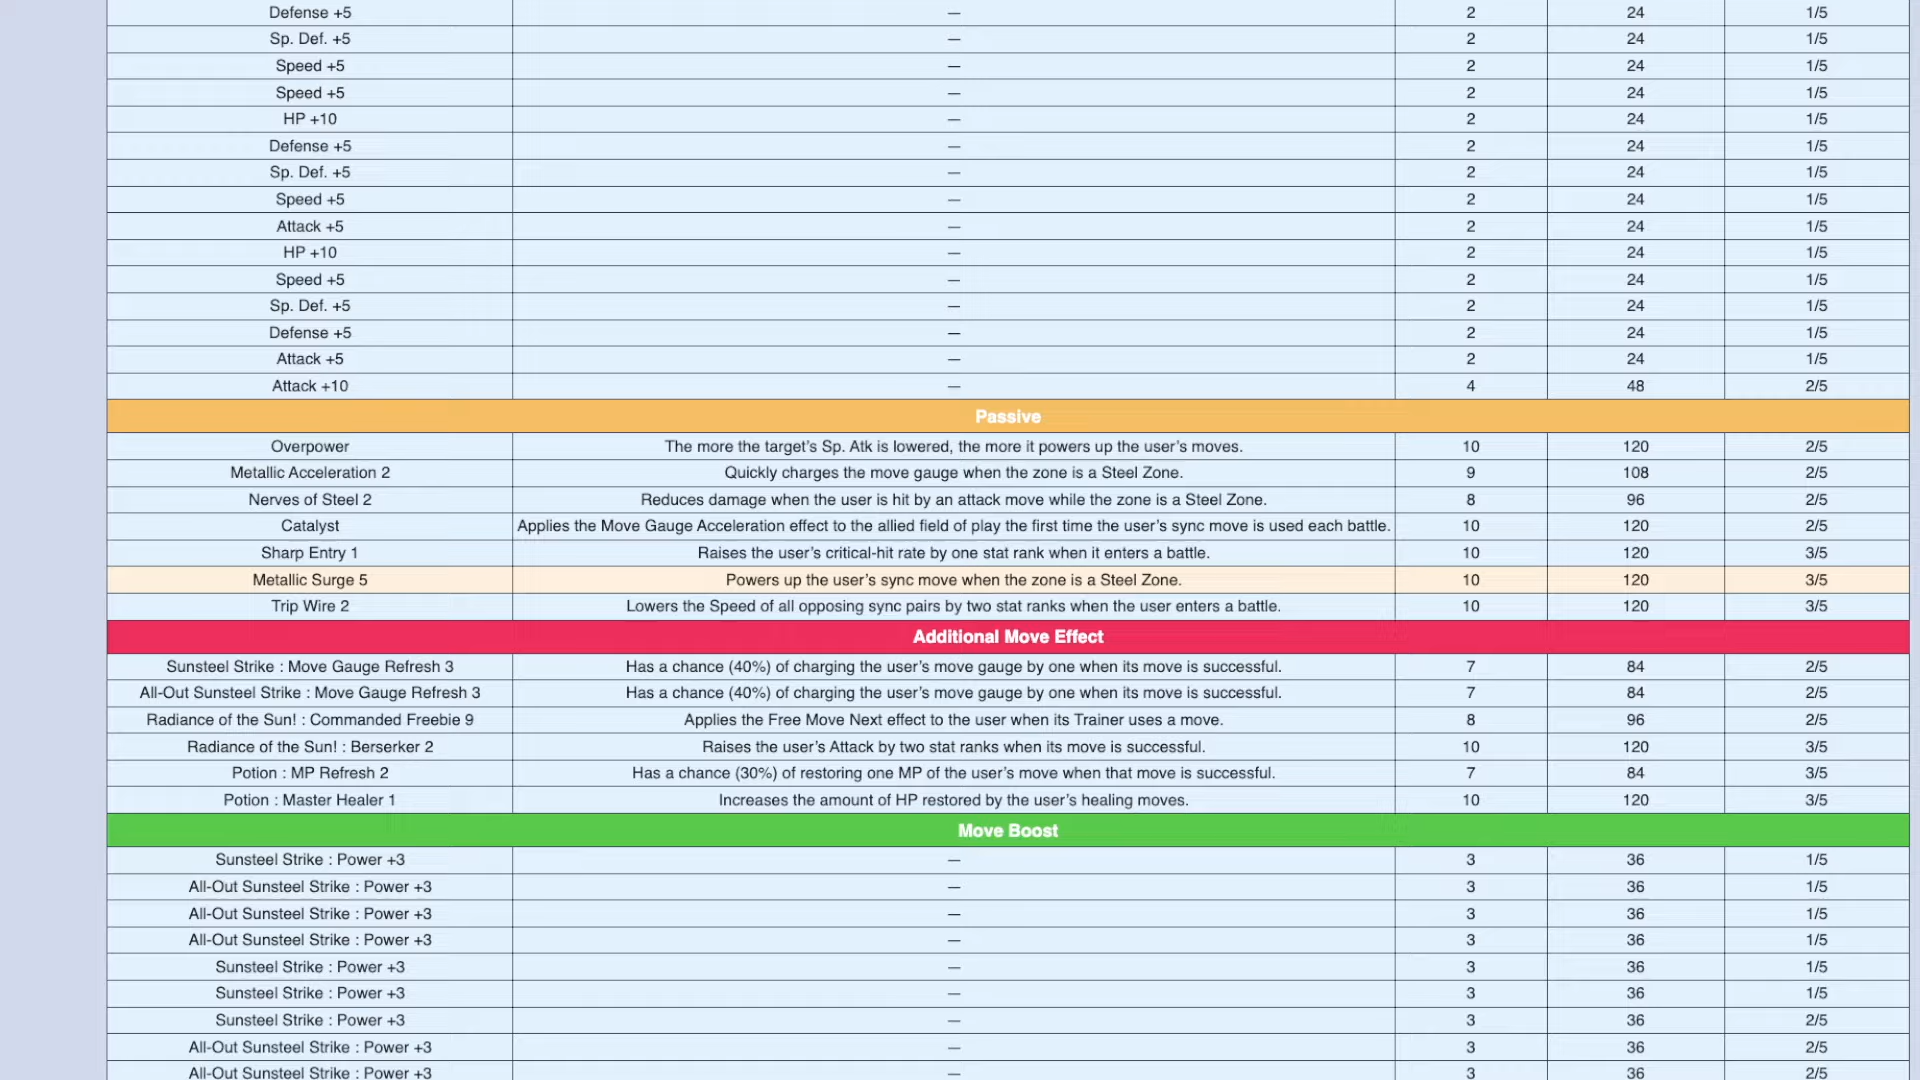 Defense +5 — 2 24 1/5
Sp. Def. +5 — 2 24 1/5
Speed +5 — 2 24 1/5
Speed +5 — 2 24 1/5
HP +10 — 2 24 1/5
Defense +5 — 2 24 1/5
Sp. Def. +5 — 2 24 1/5
Speed +5 — 2 24 1/5
Attack +5 — 2 24 1/5
HP +10 — 2 24 1/5
Speed +5 — 2 24 1/5
Sp. Def. +5 — 2 24 1/5
Defense +5 — 2 24 1/5
Attack +5 — 2 24 1/5
Attack +10 — 4 48 2/5
Passive
Overpower The more the target's Sp. Atk is lowered, the more it powers up the user's moves. 10 120 2/5
Metallic Acceleration 2 Quickly charges the move gauge when the zone is a Steel Zone. 9 108 2/5
Nerves of Steel 2 Reduces damage when the user is hit by an attack move while the zone is a Steel Zone. 8 96 2/5
Catalyst Applies the Move Gauge Acceleration effect to the allied field of play the first time the user's sync move is used each battle. 10 120 2/5
Sharp Entry 1 Raises the user's critical-hit rate by one stat rank when it enters a battle. 10 120 3/5
Metallic Surge 5 Powers up the user's sync move when the zone is a Steel Zone. 10 120 3/5
Trip Wire 2 Lowers the Speed of all opposing sync pairs by two stat ranks when the user enters a battle. 10 120 3/5
Additional Move Effect
Sunsteel Strike : Move Gauge Refresh 3 Has a chance (40%) of charging the user's move gauge by one when its move is successful. 7 84 2/5
All-Out Sunsteel Strike : Move Gauge Refresh 3 Has a chance (40%) of charging the user's move gauge by one when its move is successful. 7 84 2/5
Radiance of the Sun! : Commanded Freebie 9 Applies the Free Move Next effect to the user when its Trainer uses a move. 8 96 2/5
Radiance of the Sun! : Berserker 2 Raises the user's Attack by two stat ranks when its move is successful. 10 120 3/5
Potion : MP Refresh 2 Has a chance (30%) of restoring one MP of the user's move when that move is successful. 7 84 3/5
Potion : Master Healer 1 Increases the amount of HP restored by the user's healing moves. 10 120 3/5
Move Boost
Sunsteel Strike : Power +3 — 3 36 1/5
All-Out Sunsteel Strike : Power +3 — 3 36 1/5
All-Out Sunsteel Strike : Power +3 — 3 36 1/5
All-Out Sunsteel Strike : Power +3 — 3 36 1/5
Sunsteel Strike : Power +3 — 3 36 1/5
Sunsteel Strike : Power +3 — 3 36 1/5
Sunsteel Strike : Power +3 — 3 36 2/5
All-Out Sunsteel Strike : Power +3 — 3 36 2/5
All-Out Sunsteel Strike : Power +3 — 3 36 2/5